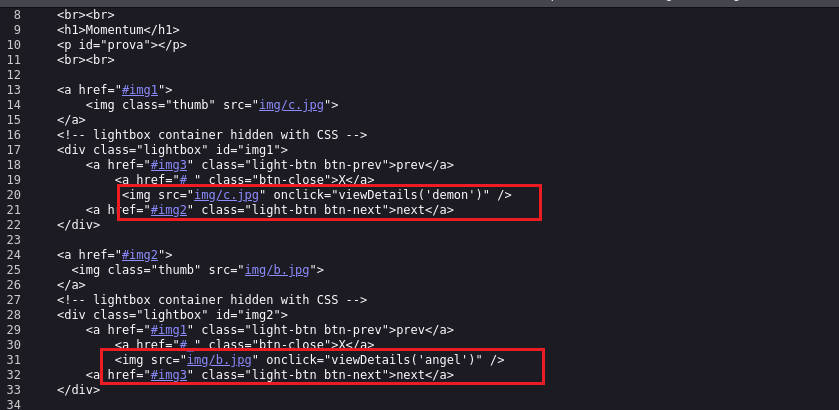 8 <br><br>
9 <h1>Momentum</h1>
10 <p id="prova"></p>
11 <br><br>
12
13 <a href="#img1">
14 <img class="thumb" src="img/c.jpg">
15 </a>
16 <!-- lightbox container hidden with CSS -->
17 <div class="lightbox" id="img1">
18 <a href="#img3" class="light-btn btn-prev">prev</a>
19 <a href="#_" class="btn-close">X</a>
20 <img src="img/c.jpg" onclick="viewDetails('demon')" />
21 <a href="#img2" class="light-btn btn-next">next</a>
22 </div>
23
24 <a href="#img2">
25 <img class="thumb" src="img/b.jpg">
26 </a>
27 <!-- lightbox container hidden with CSS -->
28 <div class="lightbox" id="img2">
29 <a href="#img1" class="light-btn btn-prev">prev</a>
30 <a href="#_" class="btn-close">X</a>
31 <img src="img/b.jpg" onclick="viewDetails('angel')" />
32 <a href="#img3" class="light-btn btn-next">next</a>
33 </div>
34